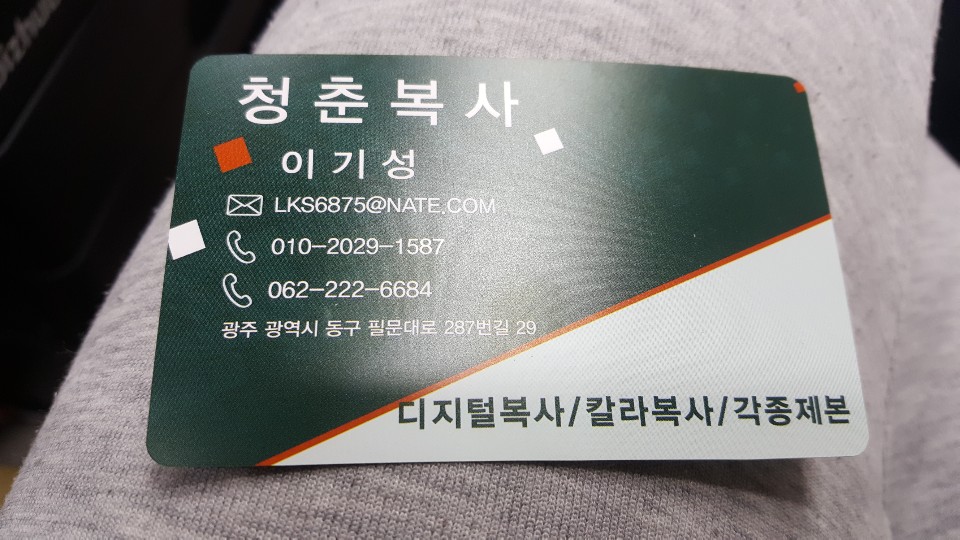 청춘복사
이기성
LKS6875@NATE.COM
010-2029-1587
062-222-6684
광주 광역시 동구 필문대로 287번길 29
디지털복사/칼라복사/각종제본